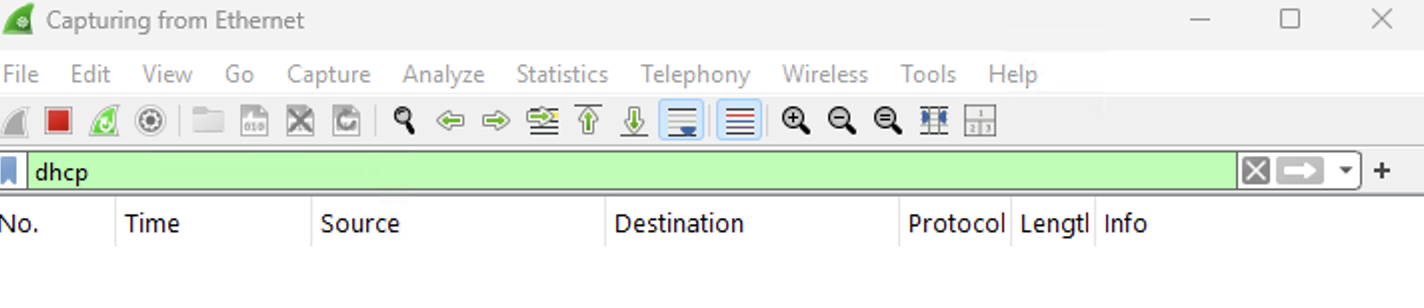 Capturing from Ethernet
File Edit View Go Capture Analyze Statistics Telephony Wireless Tools Help
dhcp
No. Time Source Destination Protocol Lengtl Info